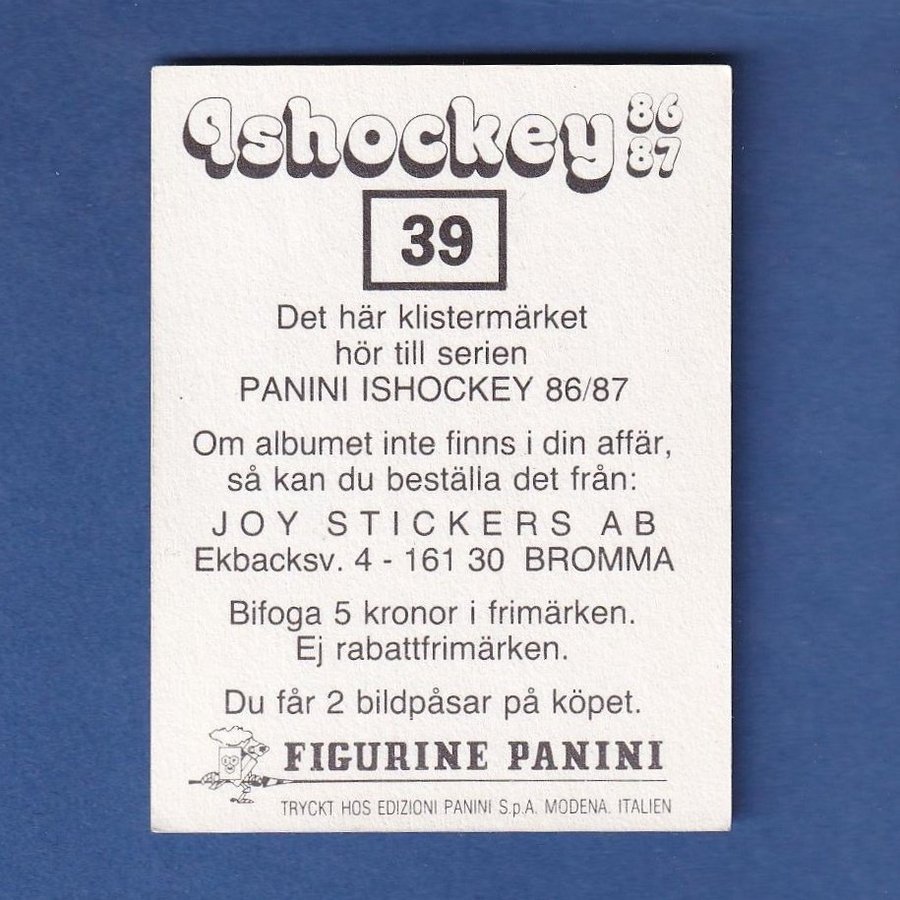 Ishockey 86
87
39
Det här klistermärket
hör till serien
PANINI ISHOCKEY 86/87
Om albumet inte finns i din affär,
så kan du beställa det från:
JOY STICKERS AB
Ekbacksv. 4 - 161 30 BROMMA
Bifoga 5 kronor i frimärken.
Ej rabattfrimärken.
Du får 2 bildpåsar på köpet.
FIGURINE PANINI
TRYCKT HOS EDIZIONI PANINI S.p.A. MODENA. ITALIEN